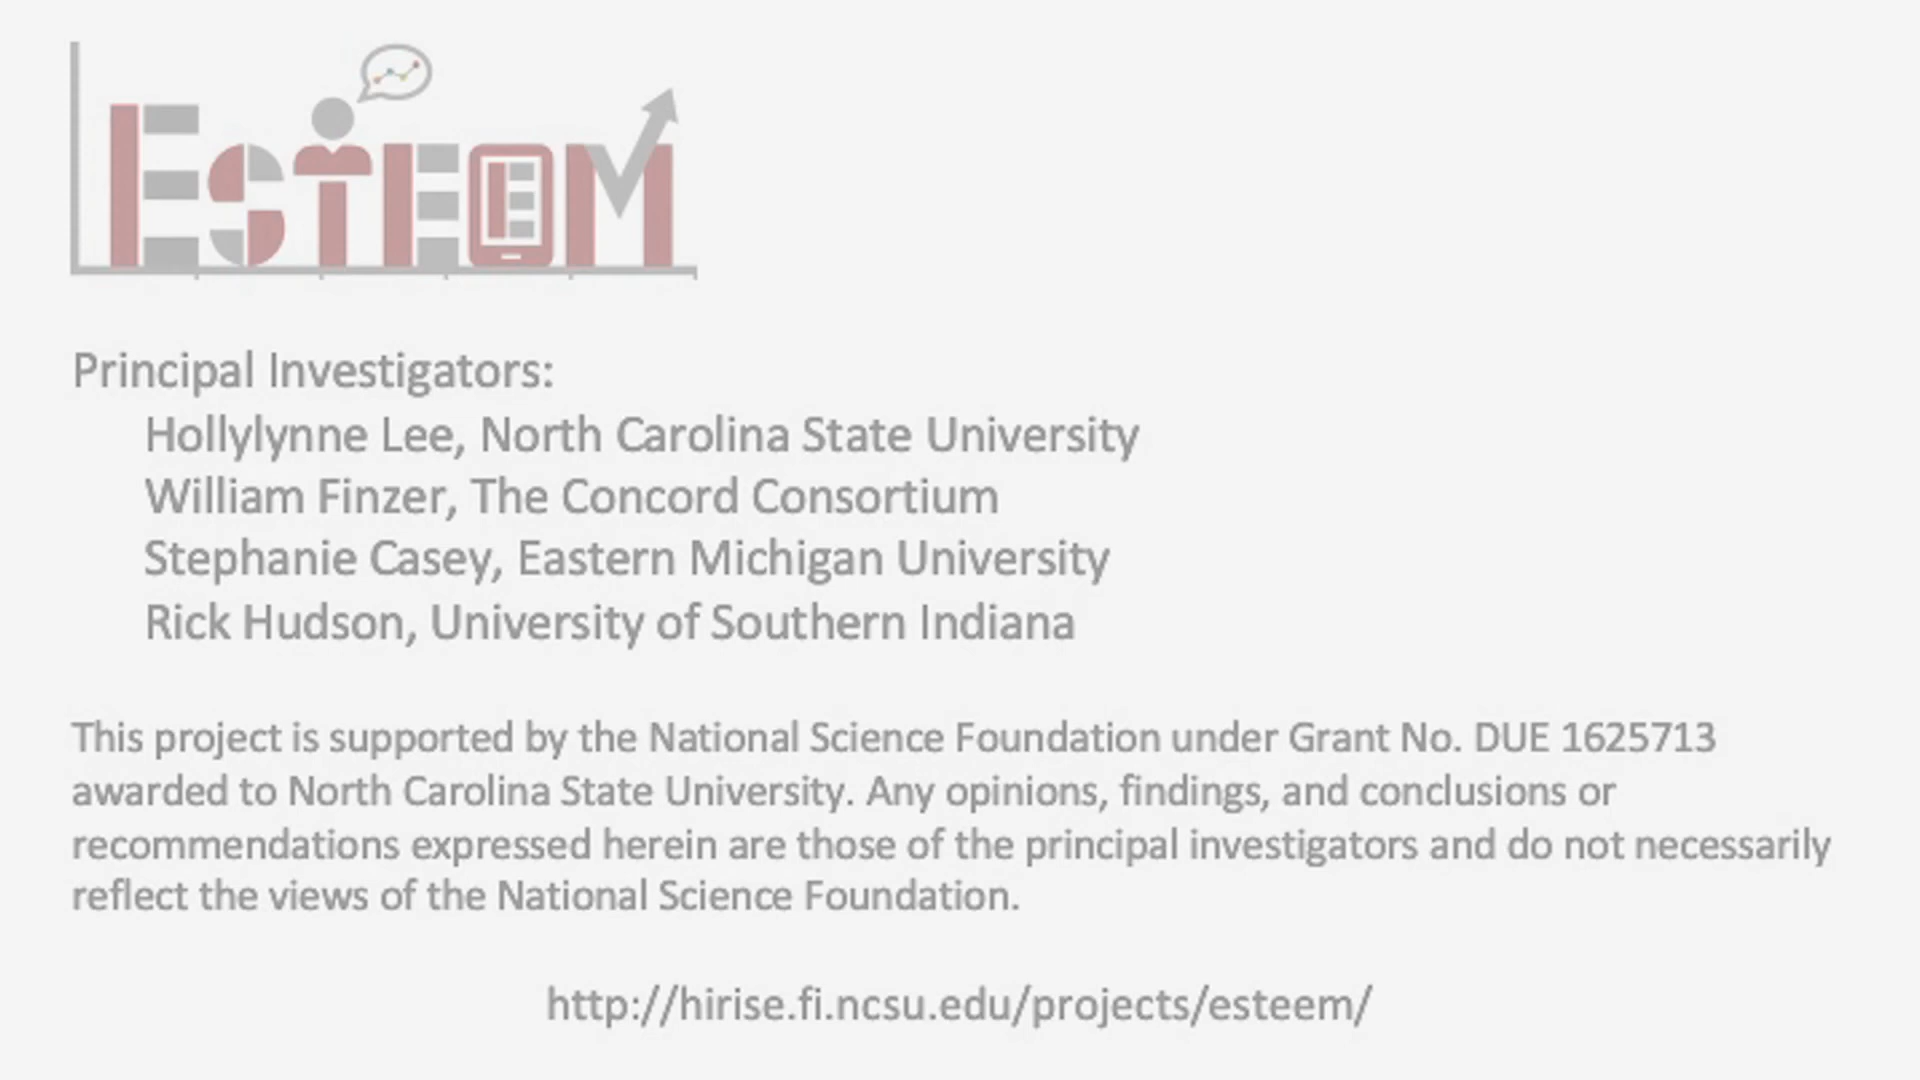 ESTEEM
Principal Investigators:
Hollylynne Lee, North Carolina State University
William Finzer, The Concord Consortium
Stephanie Casey, Eastern Michigan University
Rick Hudson, University of Southern Indiana
This project is supported by the National Science Foundation under Grant No. DUE 1625713
awarded to North Carolina State University. Any opinions, findings, and conclusions or
recommendations expressed herein are those of the principal investigators and do not necessarily
reflect the views of the National Science Foundation.
http://hirise.fi.ncsu.edu/projects/esteem/